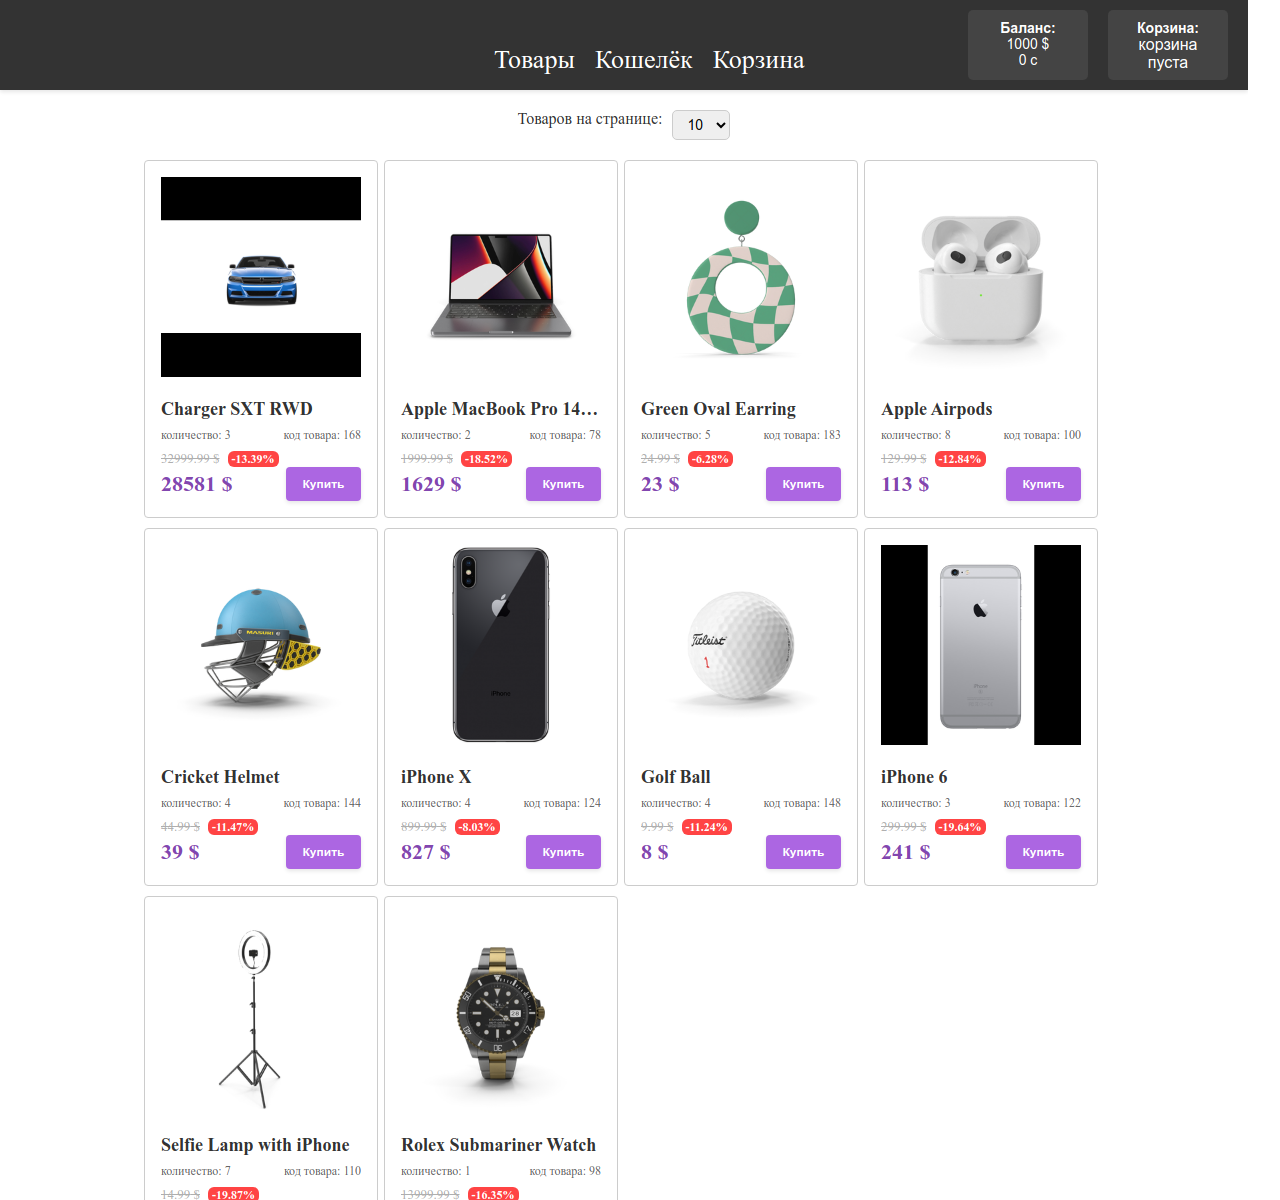 Товары Кошелёк Корзина
Баланс:
1000 $
0 с
Корзина:
корзина
пуста
Товаров на странице: 10
Charger SXT RWD
количество: 3 код товара: 168
32999.99 $ -13.39%
28581 $ Купить
Apple MacBook Pro 14…
количество: 2 код товара: 78
1999.99 $ -18.52%
1629 $ Купить
Green Oval Earring
количество: 5 код товара: 183
24.99 $ -6.28%
23 $ Купить
Apple Airpods
количество: 8 код товара: 100
129.99 $ -12.84%
113 $ Купить
MASURI
Cricket Helmet
количество: 4 код товара: 144
44.99 $ -11.47%
39 $ Купить
iPhone
iPhone X
количество: 4 код товара: 124
899.99 $ -8.03%
827 $ Купить
Titleist
1
Golf Ball
количество: 4 код товара: 148
9.99 $ -11.24%
8 $ Купить
iPhone
iPhone 6
количество: 3 код товара: 122
299.99 $ -19.64%
241 $ Купить
Selfie Lamp with iPhone
количество: 7 код товара: 110
14.99 $ -19.87%
Rolex Submariner Watch
количество: 1 код товара: 98
13999.99 $ -16.35%